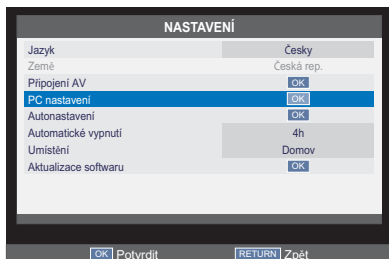 NASTAVENÍ
Jazyk Česky
Země Česká rep.
Připojení AV OK
PC nastavení OK
Autonastavení OK
Automatické vypnutí 4h
Umístění Domov
Aktualizace softwaru OK
OK Potvrdit RETURN Zpět